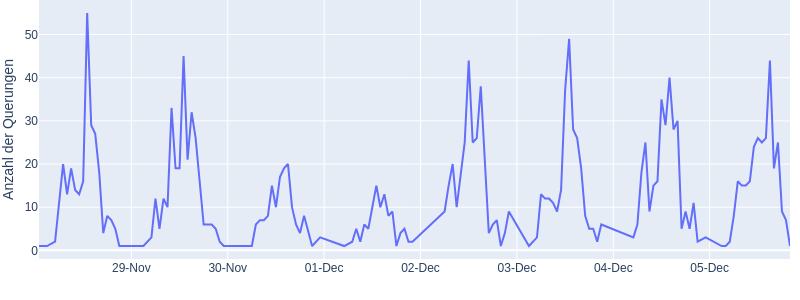 Anzahl der Querungen
50
40
30
20
10
0
29-Nov
30-Nov
01-Dec
02-Dec
03-Dec
04-Dec
05-Dec